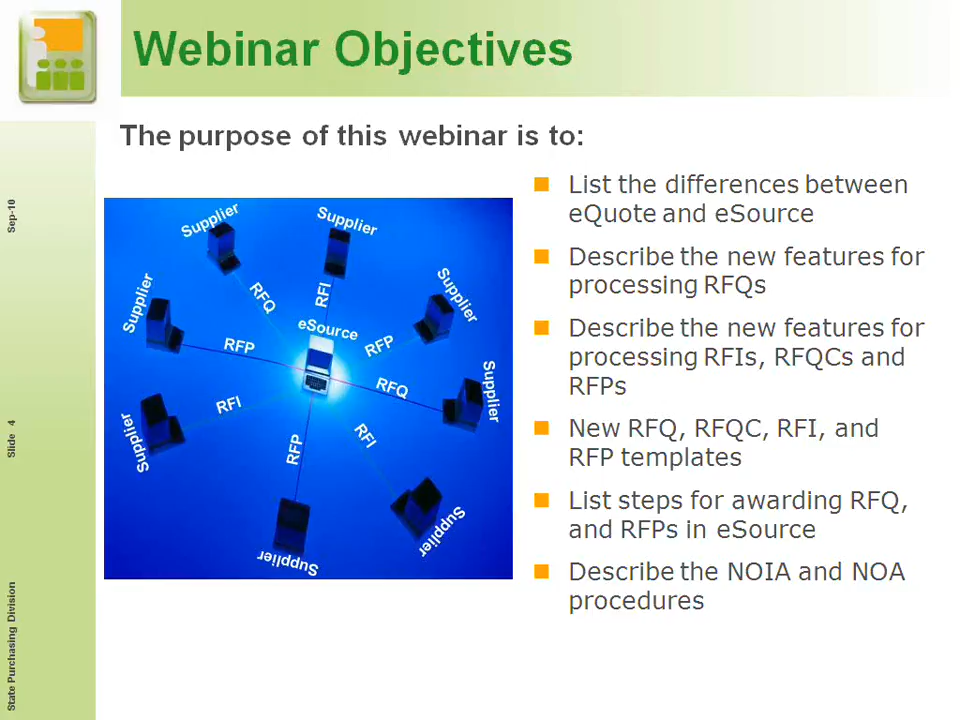 Webinar Objectives
The purpose of this webinar is to:
List the differences between
eQuote and eSource
Describe the new features for
processing RFQs
Describe the new features for
processing RFIs, RFQCs and
RFPs
New RFQ, RFQC, RFI, and
RFP templates
List steps for awarding RFQ,
and RFPs in eSource
Describe the NOIA and NOA
procedures
Supplier
Supplier
Supplier
Supplier
Supplier
Supplier
Supplier
Supplier
eSource
RFQ
RFI
RFP
RFP
RFQ
RFI
RFI
RFP
Sep-10
Slide 4
State Purchasing Division